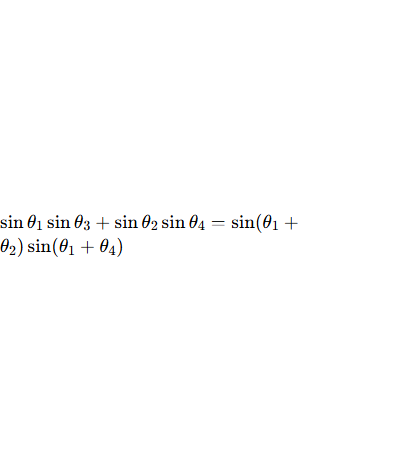 sin θ₁ sin θ₃ + sin θ₂ sin θ₄ = sin(θ₁ +
θ₂) sin(θ₁ + θ₄)